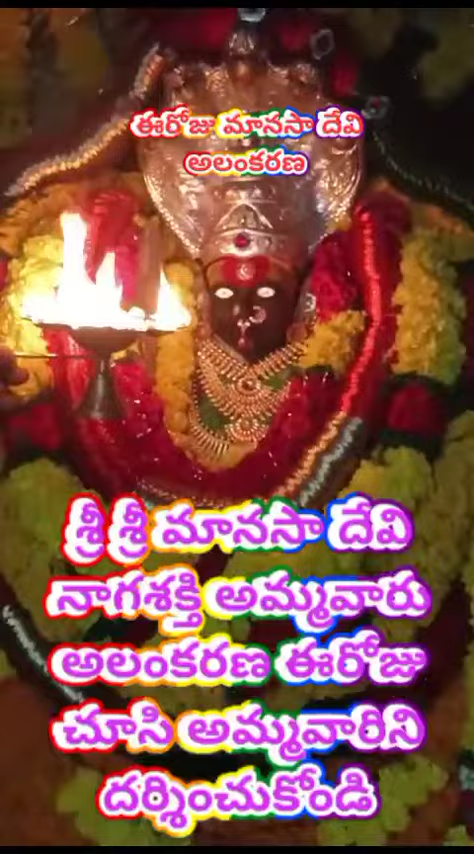 ఈరోజు మానసా దేవి
అలంకరణ
శ్రీ శ్రీ మానసా దేవి
నాగశక్తి అమ్మవారు
అలంకరణ ఈరోజు
చూసి అమ్మవారిని
దర్శించుకోండి